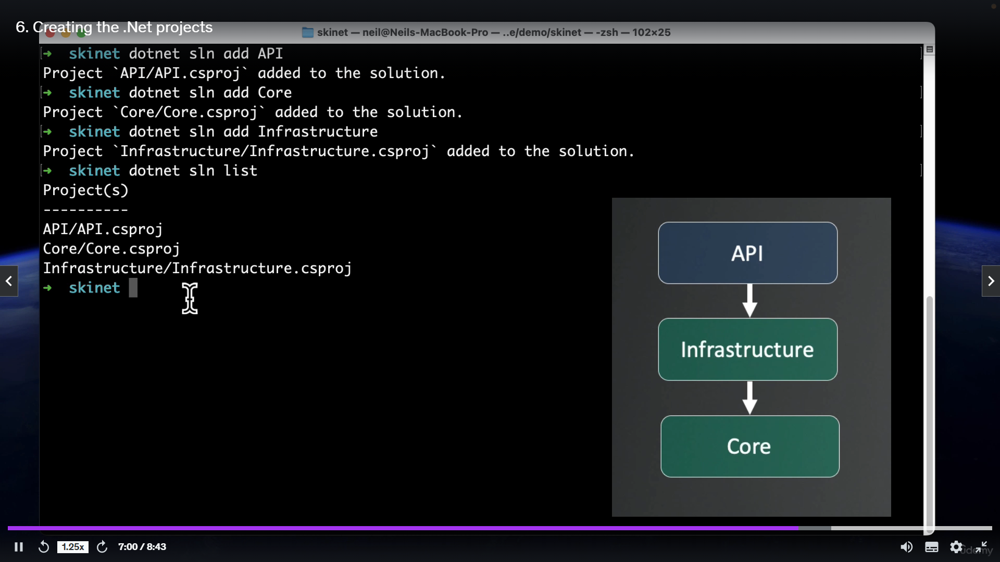 6. Creating the .Net projects
skinet — neil@Neils-MacBook-Pro — ..e/demo/skinet — -zsh — 102×25
[➜  skinet dotnet sln add API ]
Project `API/API.csproj` added to the solution.
[➜  skinet dotnet sln add Core ]
Project `Core/Core.csproj` added to the solution.
[➜  skinet dotnet sln add Infrastructure ]
Project `Infrastructure/Infrastructure.csproj` added to the solution.
[➜  skinet dotnet sln list ]
Project(s)
----------
API/API.csproj
Core/Core.csproj
Infrastructure/Infrastructure.csproj
➜  skinet
API
Infrastructure
Core
1.25x
7:00 / 8:43
udemy